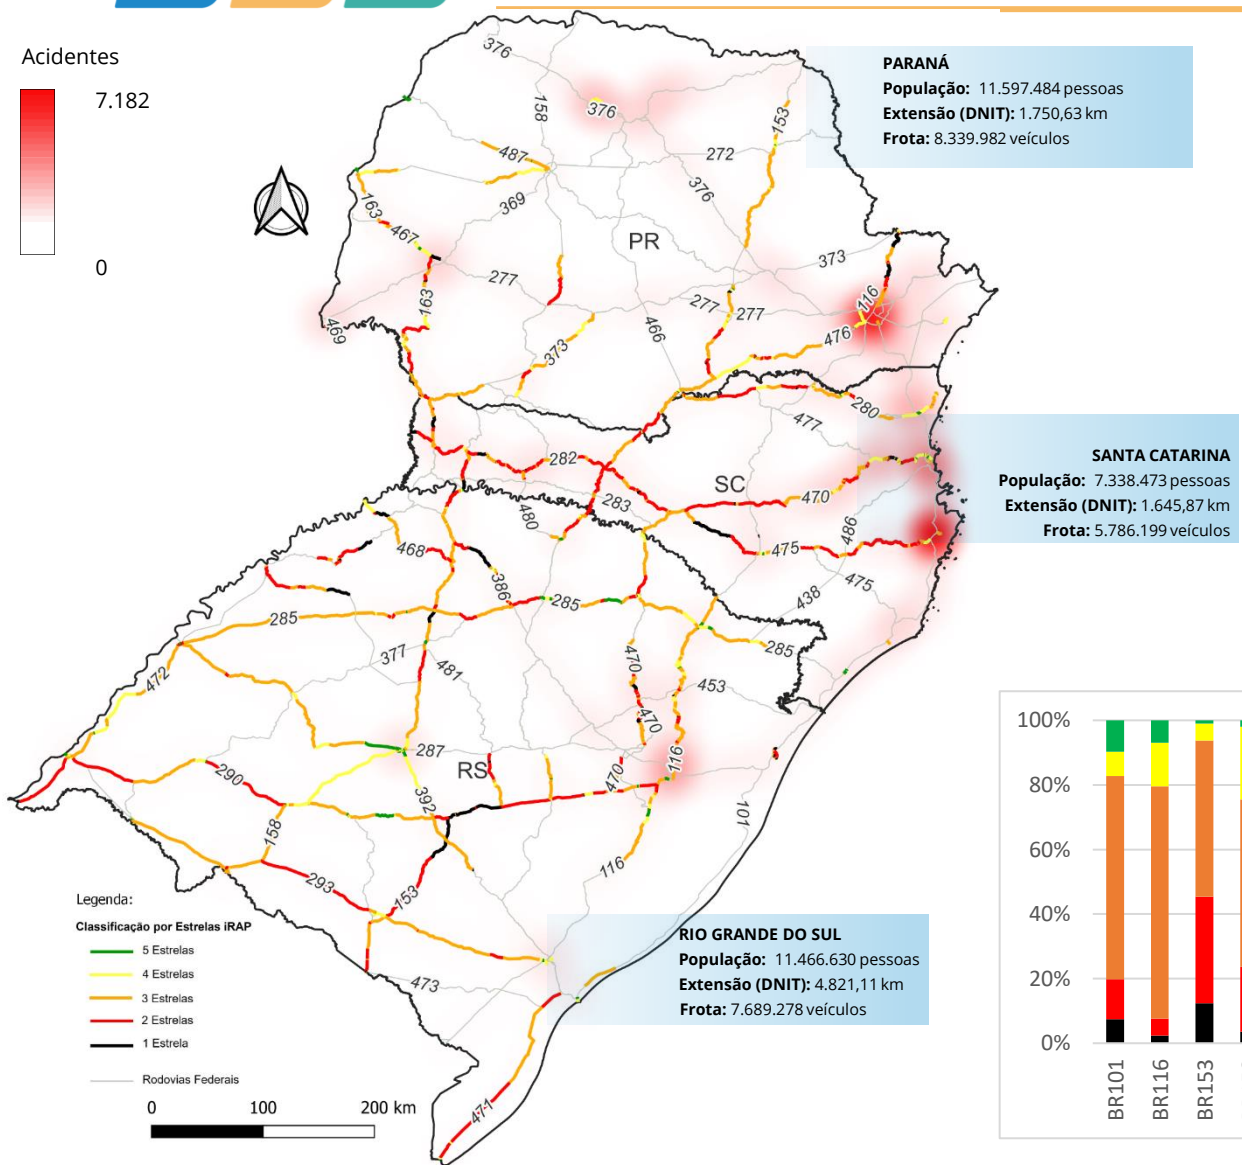 Acidentes
7.182
0
PARANÁ
População: 11.597.484 pessoas
Extensão (DNIT): 1.750,63 km
Frota: 8.339.982 veículos
376
376
158
153
487
272
376
163
369
467
PR
373
277
163
277
277
116
469
466
476
373
280
477
SANTA CATARINA
População: 7.338.473 pessoas
Extensão (DNIT): 1.645,87 km
Frota: 5.786.199 veículos
282
SC
283
470
480
486
468
475
386
475
285
438
285
377
470
285
472
481
453
470
287
116
RS
290
470
392
101
158
116
293
153
473
471
RIO GRANDE DO SUL
População: 11.466.630 pessoas
Extensão (DNIT): 4.821,11 km
Frota: 7.689.278 veículos
Legenda:
Classificação por Estrelas iRAP
5 Estrelas
4 Estrelas
3 Estrelas
2 Estrelas
1 Estrela
Rodovias Federais
0 100 200 km
100%
80%
60%
40%
20%
0%
BR101
BR116
BR153